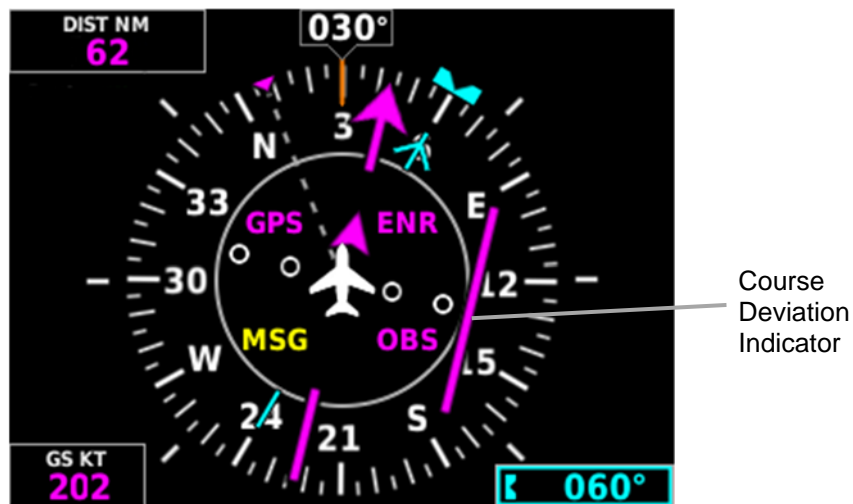 DIST NM
62
030°
3
N
33
E
GPS
ENR
30
12
MSG
OBS
W
15
24
S
21
GS KT
202
060°
Course
Deviation
Indicator